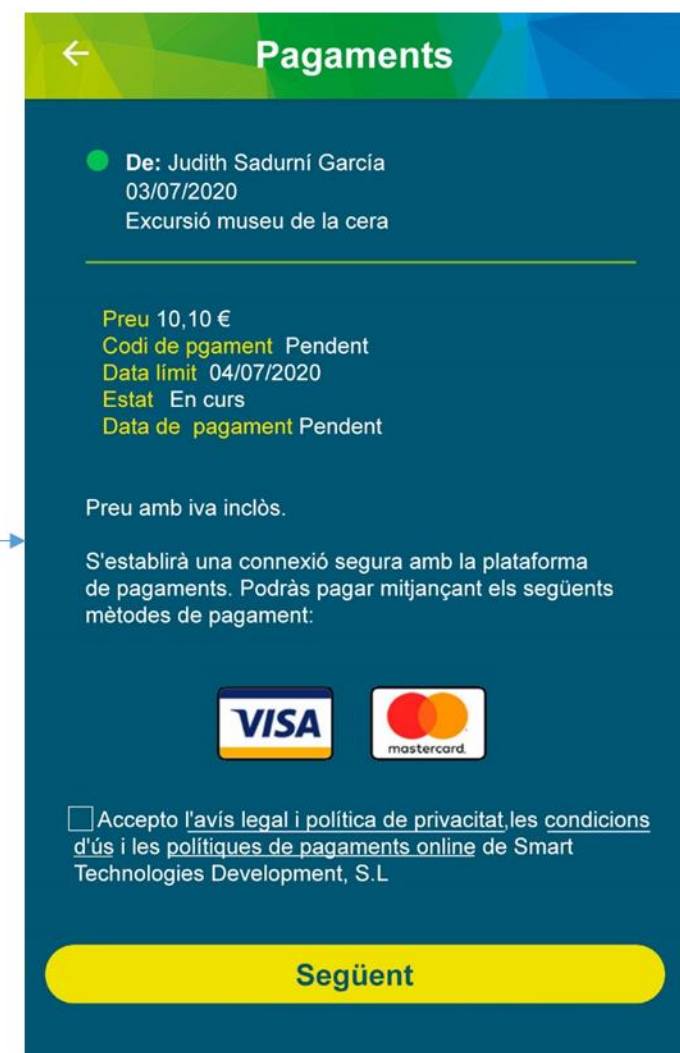 Pagaments
De: Judith Sadurní García
03/07/2020
Excursió museu de la cera
Preu 10,10 €
Codi de pgament Pendent
Data límit 04/07/2020
Estat En curs
Data de pagament Pendent
Preu amb iva inclòs.
S'establirà una connexió segura amb la plataforma
de pagaments. Podràs pagar mitjançant els següents
mètodes de pagament:
VISA
mastercard.
Accepto l'avís legal i política de privacitat,les condicions
d'ús i les polítiques de pagaments online de Smart
Technologies Development, S.L
Següent